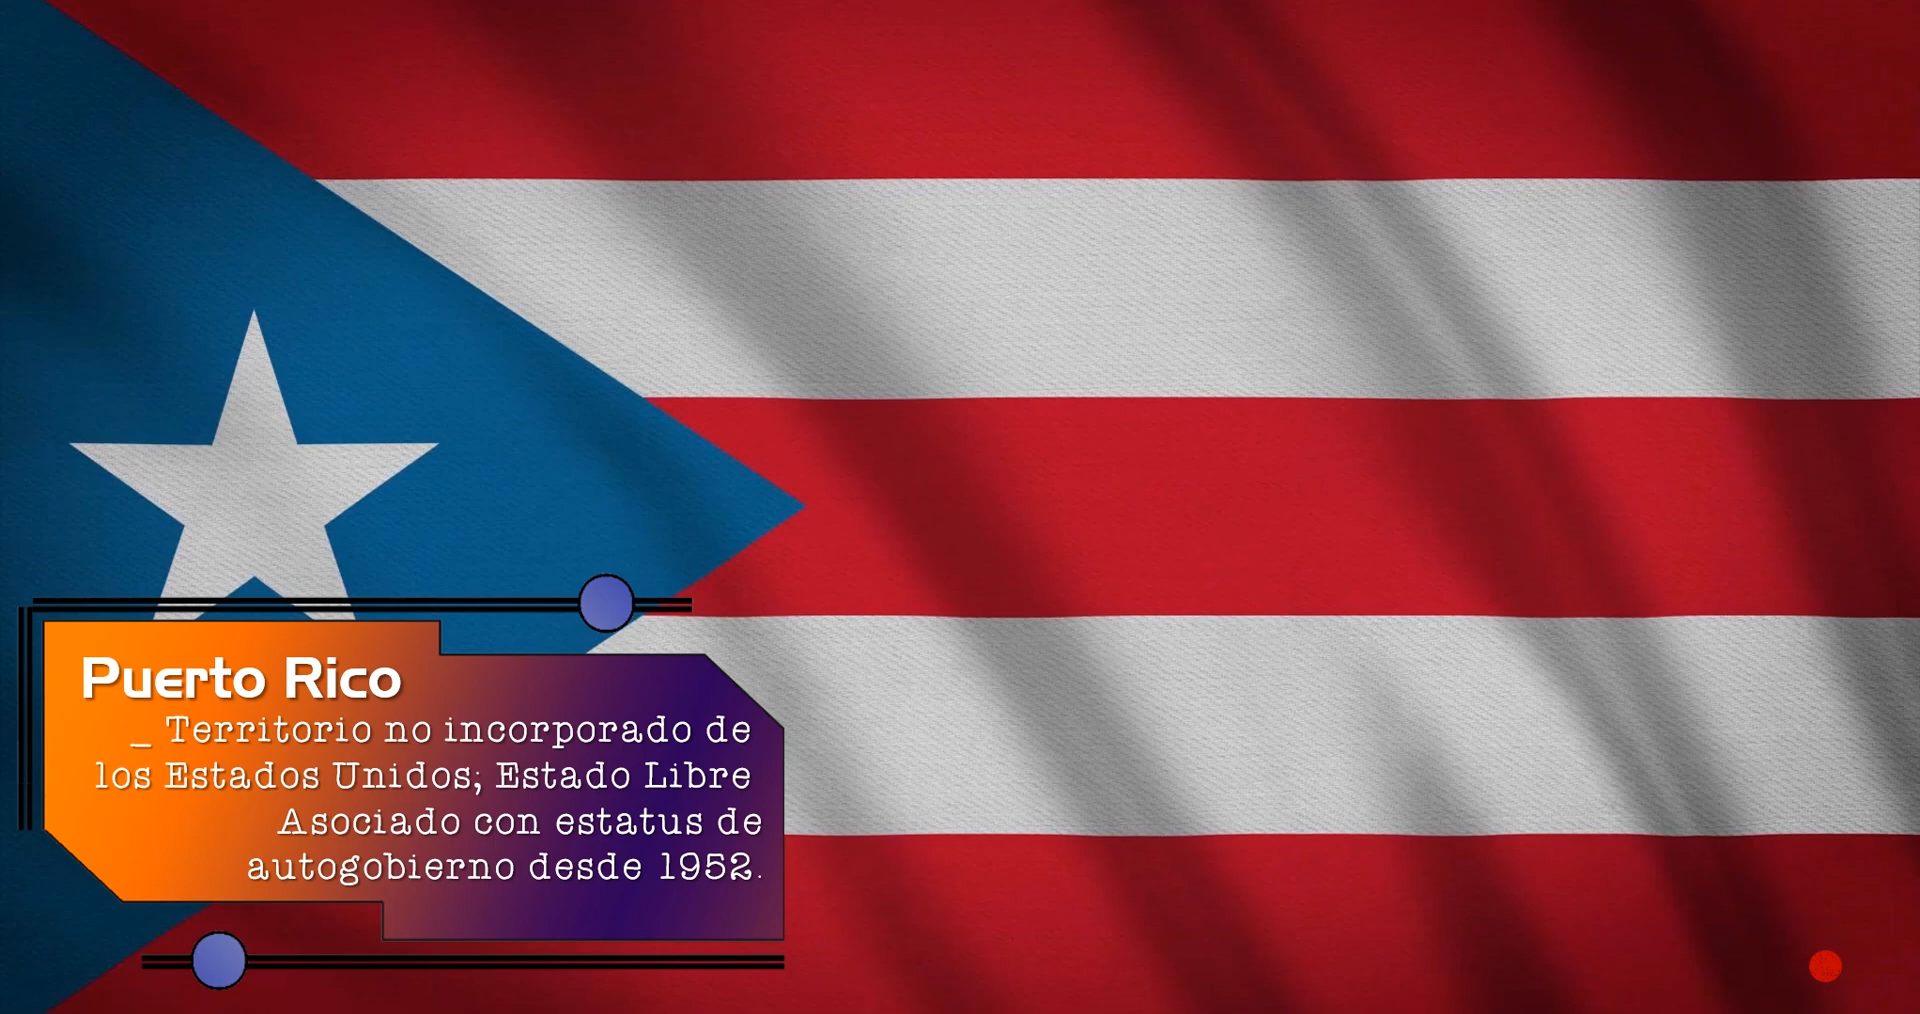 Puerto Rico
_ Territorio no incorporado de
los Estados Unidos; Estado Libre
Asociado con estatus de
autogobierno desde 1952.